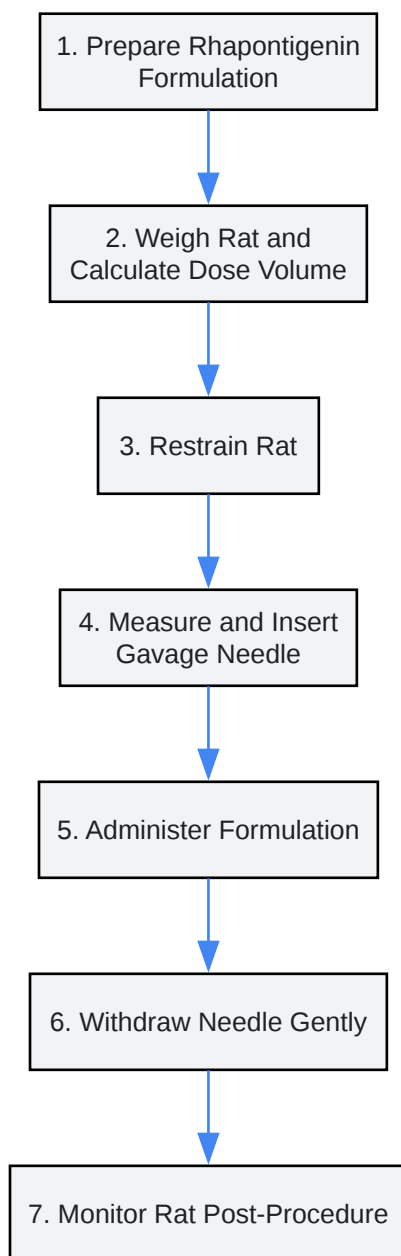 1. Prepare Rhapontigenin
Formulation
2. Weigh Rat and
Calculate Dose Volume
3. Restrain Rat
4. Measure and Insert
Gavage Needle
5. Administer Formulation
6. Withdraw Needle Gently
7. Monitor Rat Post-Procedure